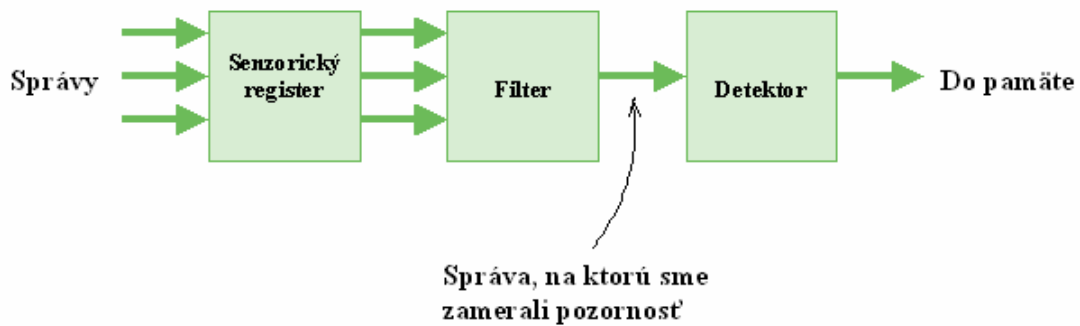 Správy
Senzorický
register
Filter
Detektor
Do pamäte
Správa, na ktorú sme
zamerali pozornosť